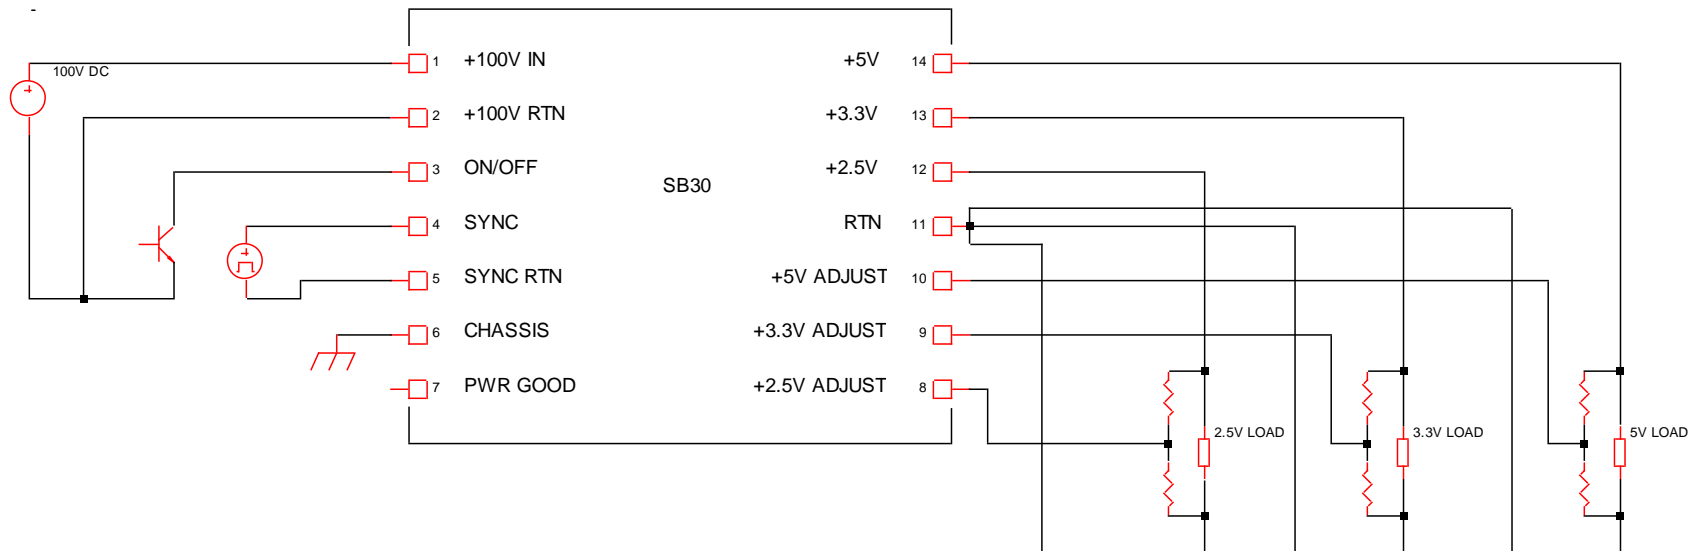 -
100V DC
1 +100V IN
+5V 14
2 +100V RTN
+3.3V 13
3 ON/OFF
+2.5V 12
SB30
4 SYNC
RTN 11
5 SYNC RTN
+5V ADJUST 10
6 CHASSIS
+3.3V ADJUST 9
7 PWR GOOD
+2.5V ADJUST 8
2.5V LOAD
3.3V LOAD
5V LOAD